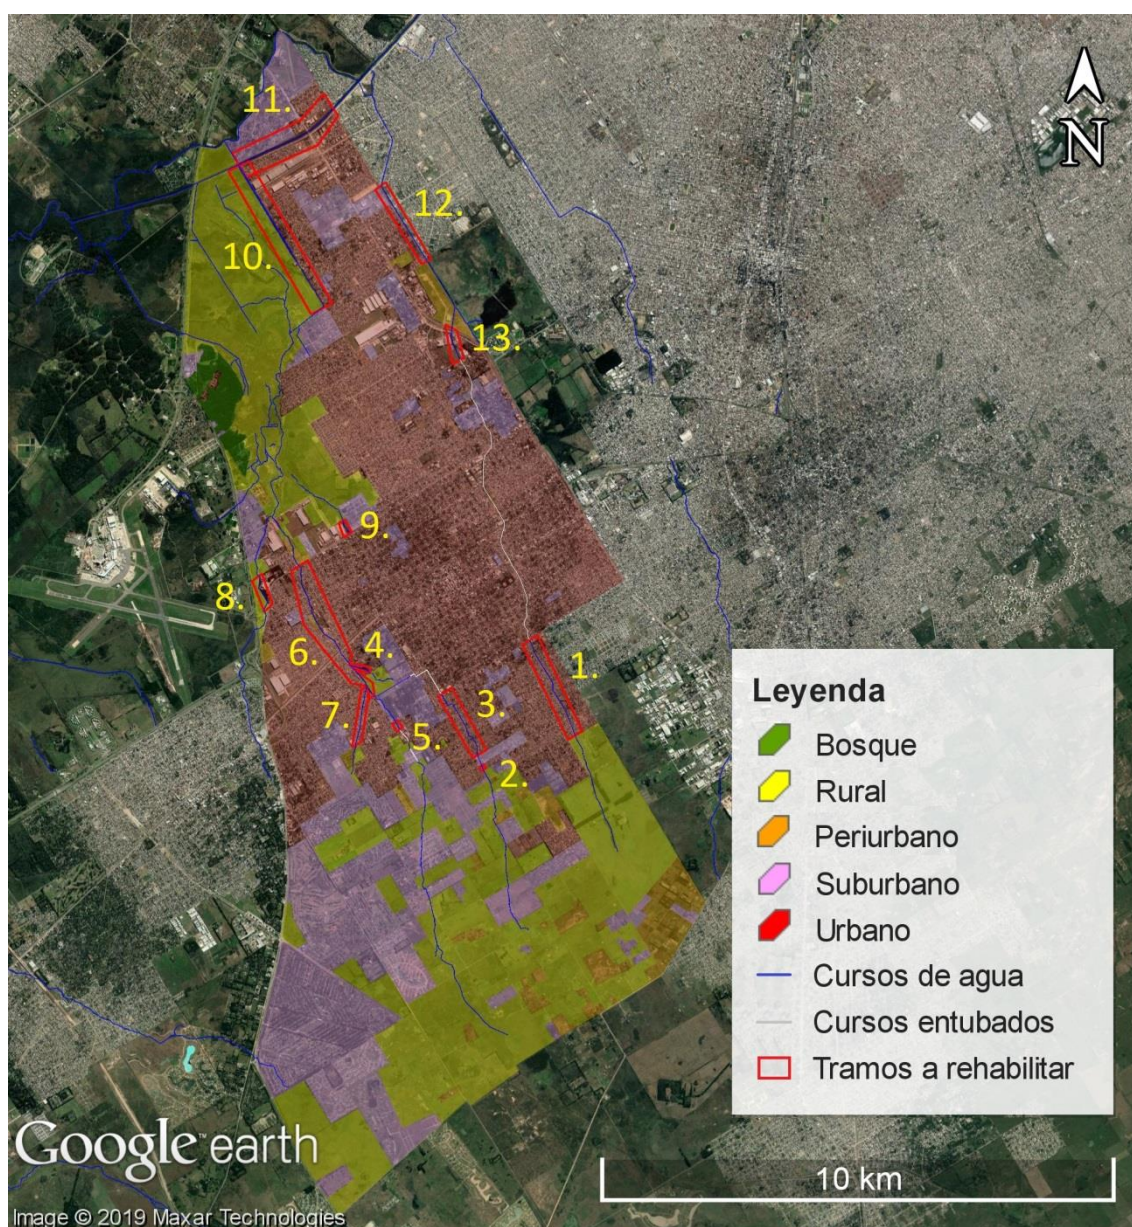 11.
N
12.
10.
13.
9.
8.
6.
4.
1.
7.
3.
5.
2.
Leyenda
Bosque
Rural
Periurbano
Suburbano
Urbano
Cursos de agua
Cursos entubados
Tramos a rehabilitar
Google earth
10 km
Image © 2019 Maxar Technologies